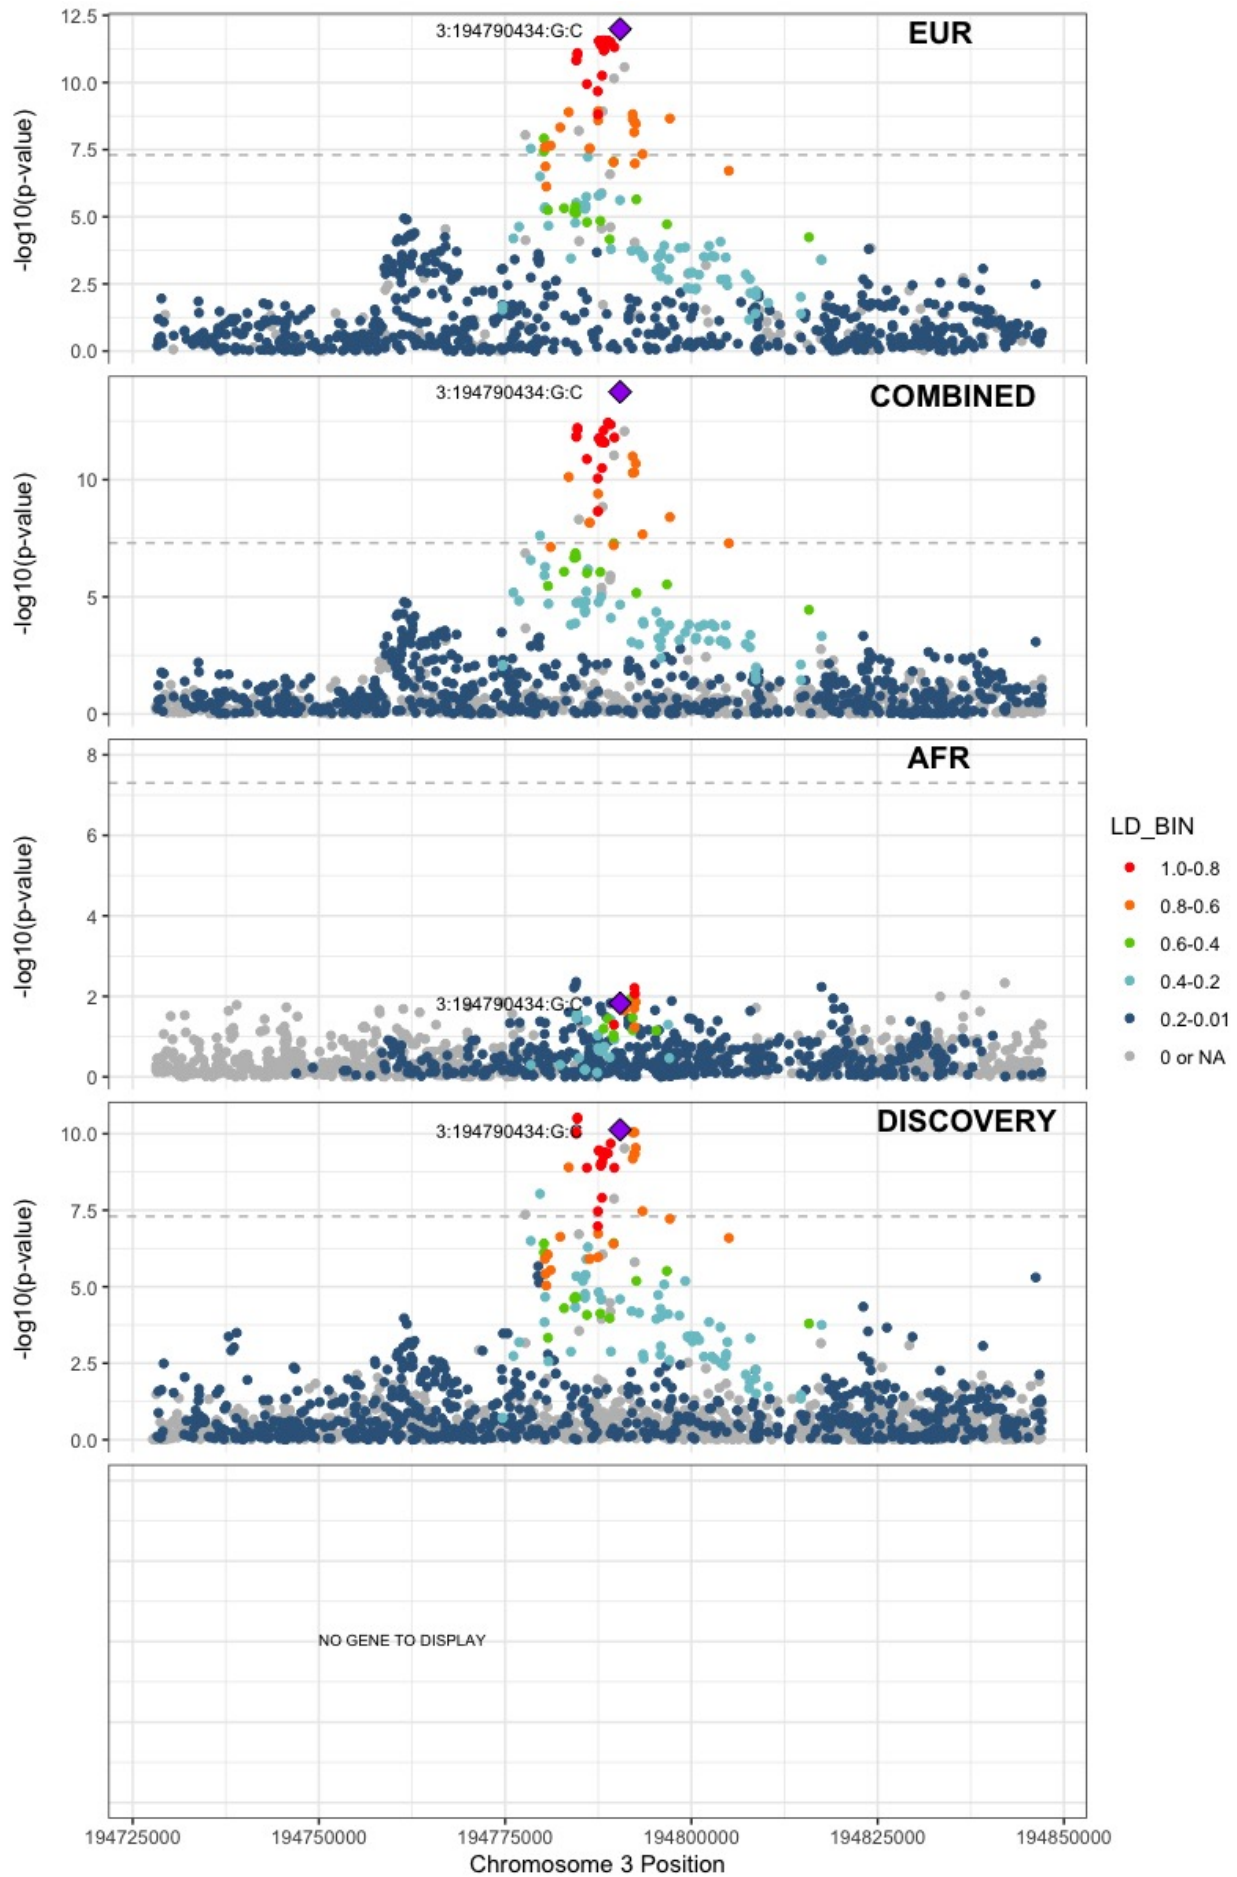 EUR
3:194790434:G:C
12.5
10.0
7.5
5.0
2.5
0.0
-log10(p-value)
COMBINED
3:194790434:G:C
10
5
0
-log10(p-value)
AFR
8
6
4
2
0
3:194790434:G:C
-log10(p-value)
LD_BIN
1.0-0.8
0.8-0.6
0.6-0.4
0.4-0.2
0.2-0.01
0 or NA
DISCOVERY
3:194790434:G:C
10.0
7.5
5.0
2.5
0.0
-log10(p-value)
NO GENE TO DISPLAY
194725000 194750000 194775000 194800000 194825000 194850000
Chromosome 3 Position